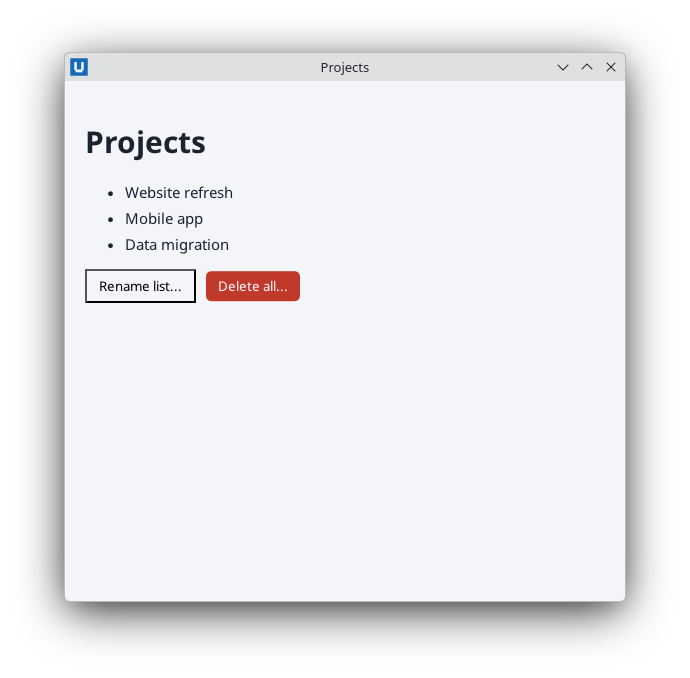 Projects
Projects
Website refresh
Mobile app
Data migration
Rename list... Delete all...